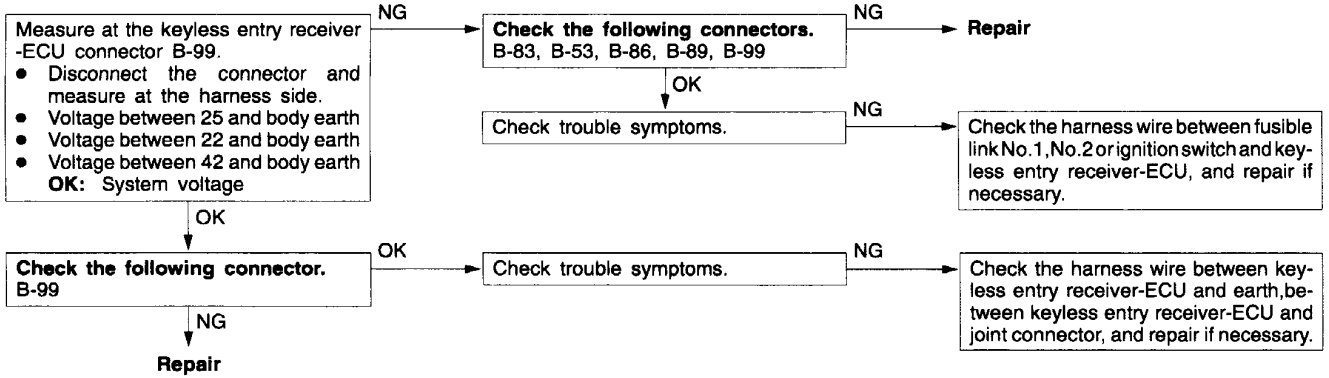 Measure at the keyless entry receiver
-ECU connector B-99.
● Disconnect the connector and
measure at the harness side.
● Voltage between 25 and body earth
● Voltage between 22 and body earth
● Voltage between 42 and body earth
OK: System voltage
NG
Check the following connectors.
B-83, B-53, B-86, B-89, B-99
NG
Repair
OK
Check trouble symptoms.
NG
Check the harness wire between fusible
link No.1, No.2 or ignition switch and key-
less entry receiver-ECU, and repair if
necessary.
OK
Check the following connector.
B-99
OK
Check trouble symptoms.
NG
Check the harness wire between key-
less entry receiver-ECU and earth, be-
tween keyless entry receiver-ECU and
joint connector, and repair if necessary.
NG
Repair